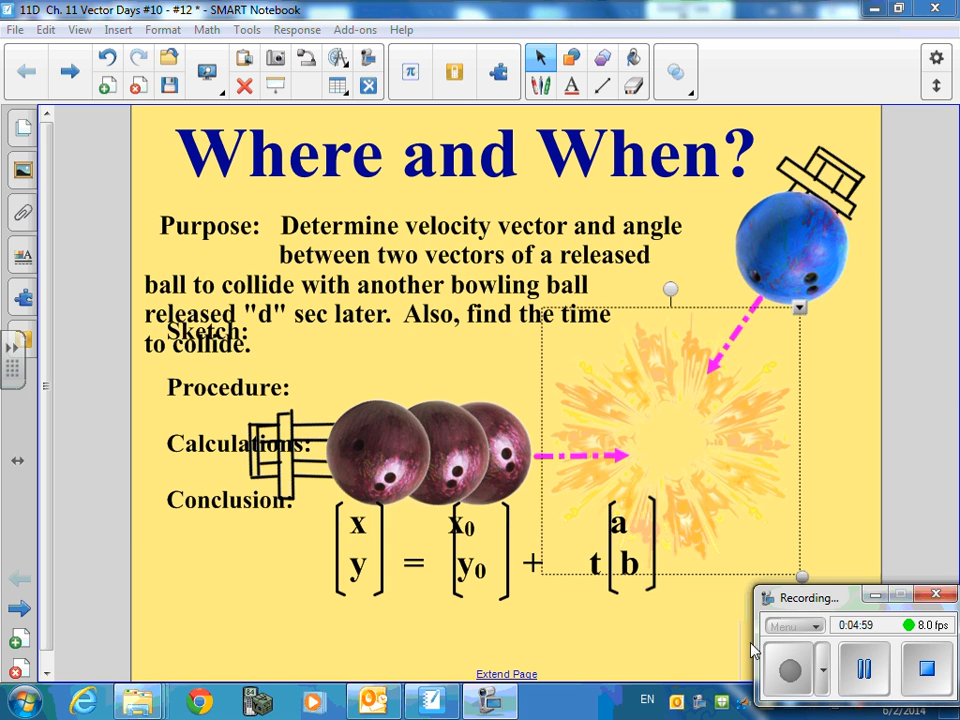 11D Ch. 11 Vector Days #10 - #12 * - SMART Notebook
File Edit View Insert Format Math Tools Response Add-ons Help
Where and When?
Purpose: Determine velocity vector and angle
between two vectors of a released
ball to collide with another bowling ball
released "d" sec later. Also, find the time
Sketch:
to collide.
Procedure:
Calculations:
Conclusion:
x x0 a
y = y0 + t b
Extend Page
Recording...
Menu 0:04:59 8.0 fps
EN
6/2/2014